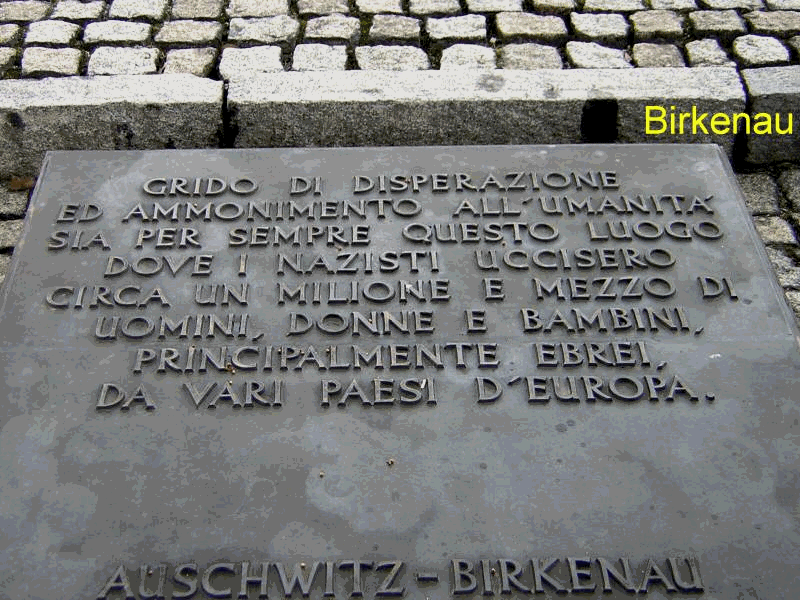 Birkenau
GRIDO DI DISPERAZIONE
ED AMMONIMENTO ALL´UMANITA´
SIA PER SEMPRE QUESTO LUOGO
DOVE I NAZISTI UCCISERO
CIRCA UN MILIONE E MEZZO DI
UOMINI, DONNE E BAMBINI,
PRINCIPALMENTE EBREI,
DA VARI PAESI D´EUROPA.
AUSCHWITZ-BIRKENAU